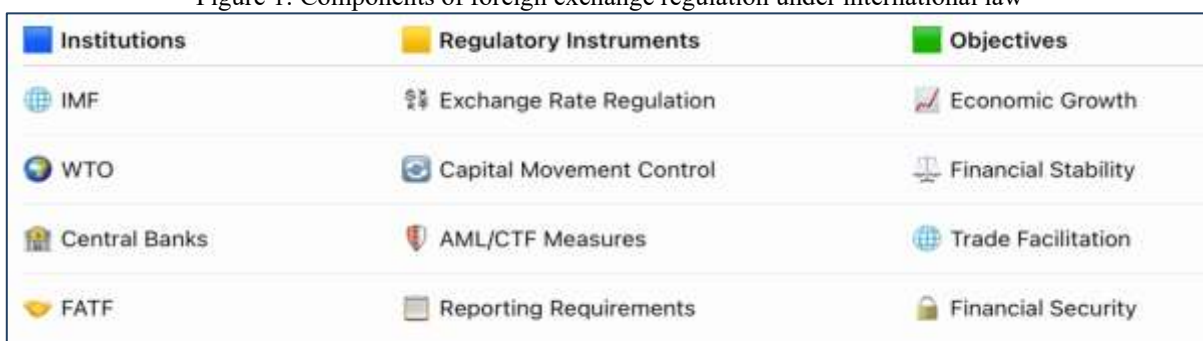 Figure 1. Components of foreign exchange regulation under international law
Institutions Regulatory Instruments Objectives
IMF Exchange Rate Regulation Economic Growth
WTO Capital Movement Control Financial Stability
Central Banks AML/CTF Measures Trade Facilitation
FATF Reporting Requirements Financial Security